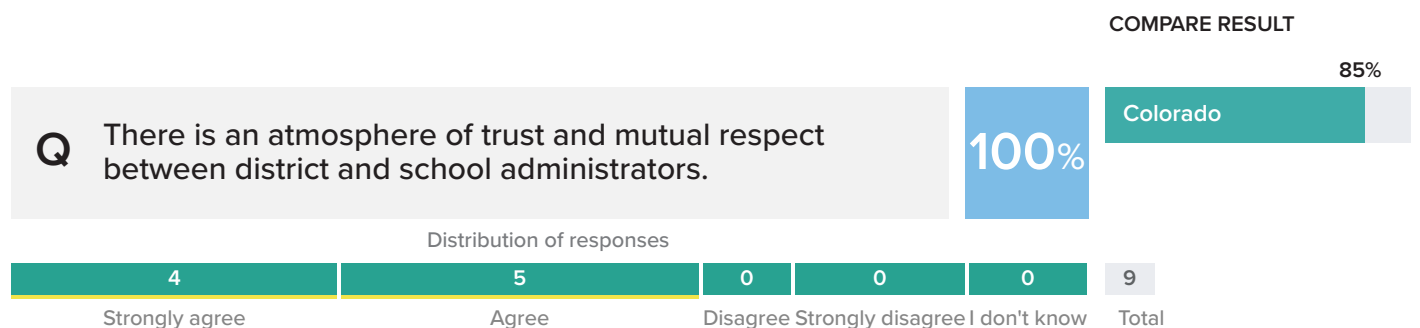 COMPARE RESULT
85%
Colorado
Q
There is an atmosphere of trust and mutual respect
between district and school administrators.
100%
Distribution of responses
4 5 0 0 0 9
Strongly agree Agree Disagree Strongly disagree I don't know Total